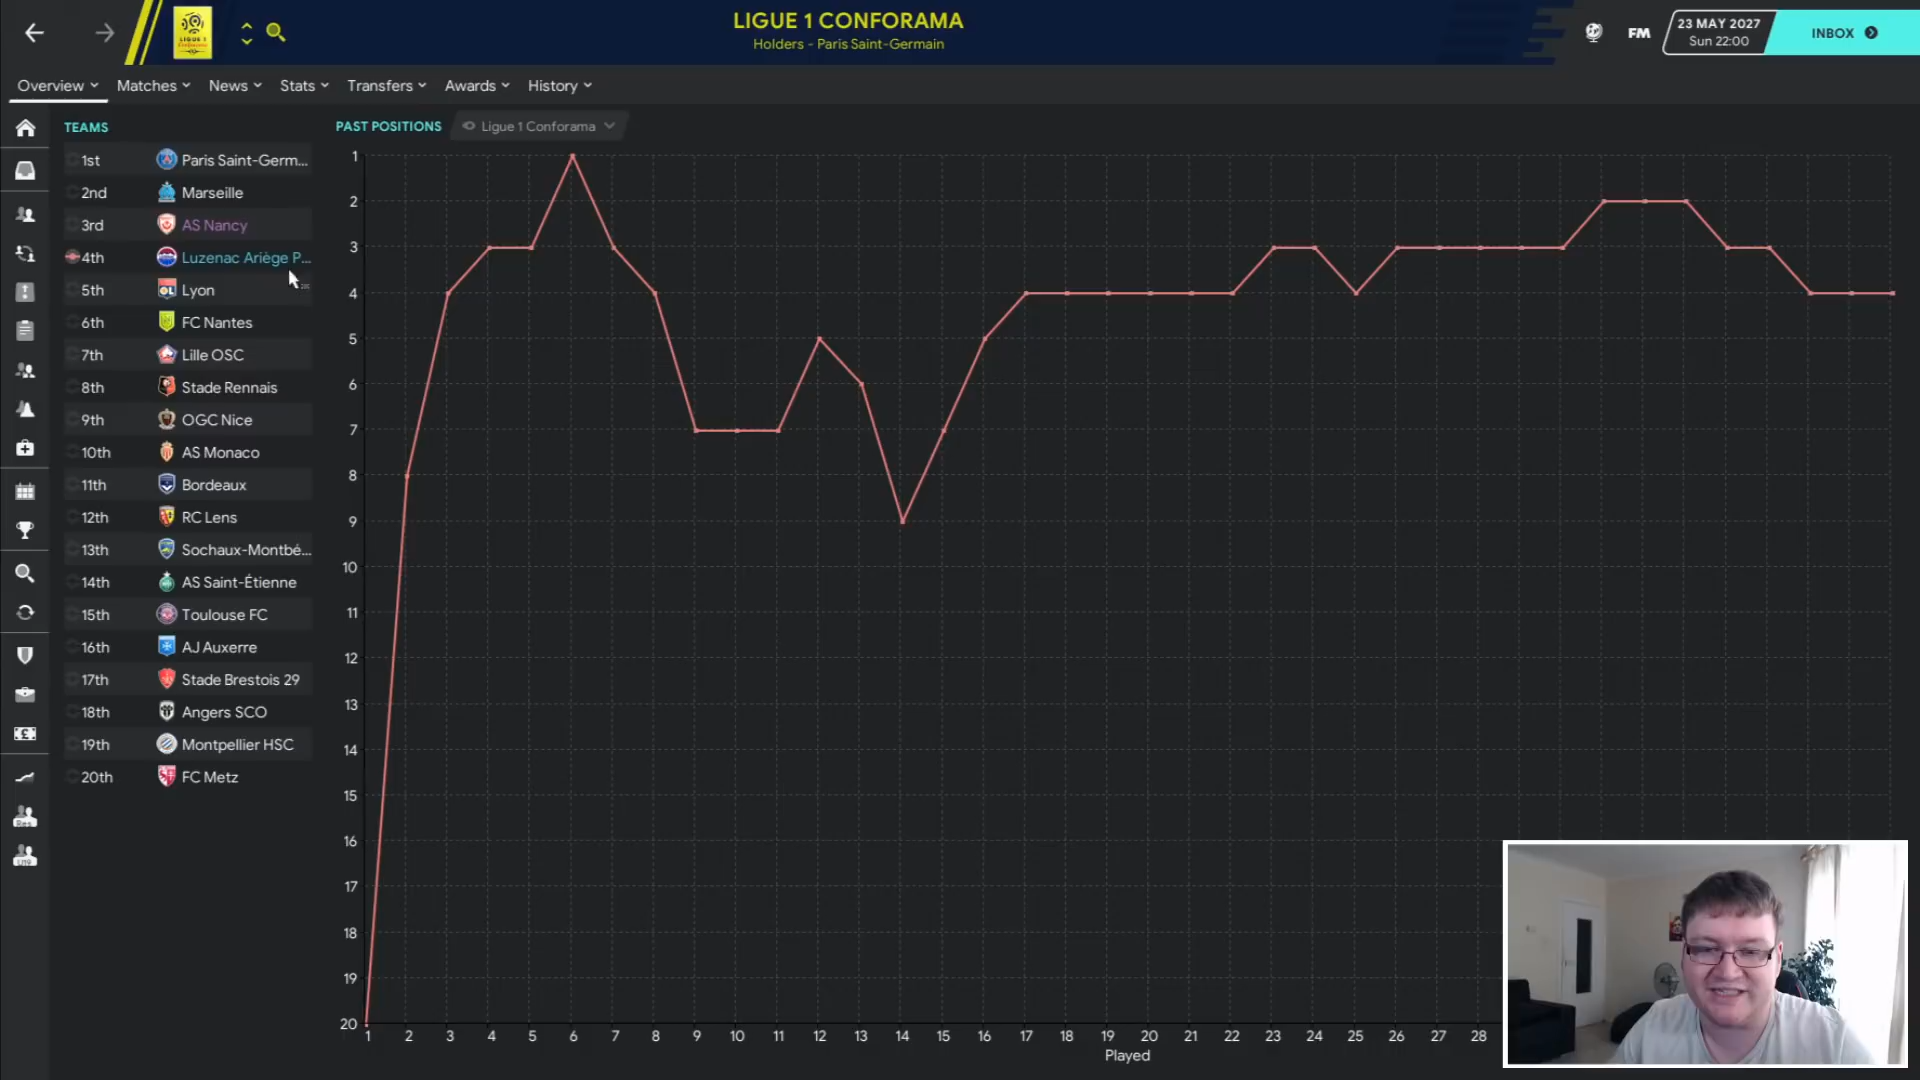 LIGUE 1 CONFORAMA
Holders - Paris Saint-Germain
FM
23 MAY 2027
Sun 22:00
INBOX
Overview
Matches
News
Stats
Transfers
Awards
History
TEAMS
1st Paris Saint-Germ...
2nd Marseille
3rd AS Nancy
4th Luzenac Ariège P...
5th Lyon
6th FC Nantes
7th Lille OSC
8th Stade Rennais
9th OGC Nice
10th AS Monaco
11th Bordeaux
12th RC Lens
13th Sochaux-Montbé...
14th AS Saint-Étienne
15th Toulouse FC
16th AJ Auxerre
17th Stade Brestois 29
18th Angers SCO
19th Montpellier HSC
20th FC Metz
PAST POSITIONS
Ligue 1 Conforama
1
2
3
4
5
6
7
8
9
10
11
12
13
14
15
16
17
18
19
20
1 2 3 4 5 6 7 8 9 10 11 12 13 14 15 16 17 18 19 20 21 22 23 24 25 26 27 28
Played